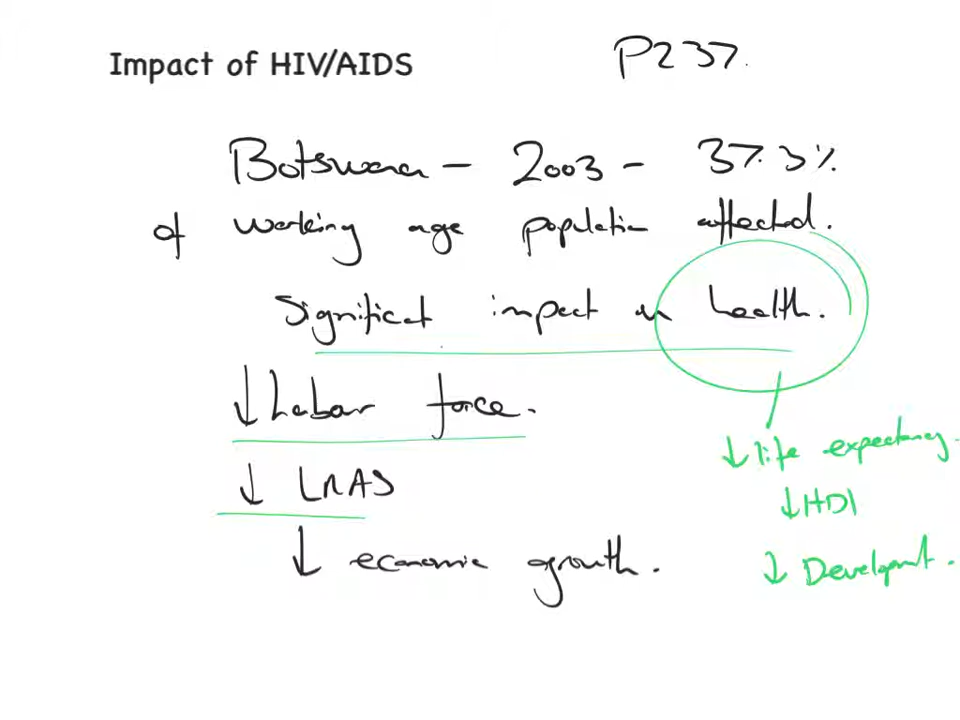 Impact of HIV/AIDS P237.
Botswana - 2003 - 37.3%
of working age population affected.
Significant impact on health.
↓ Labour force.
↓ life expectancy.
↓ LRAS
↓ HDI
↓ economic growth.
↓ Development.